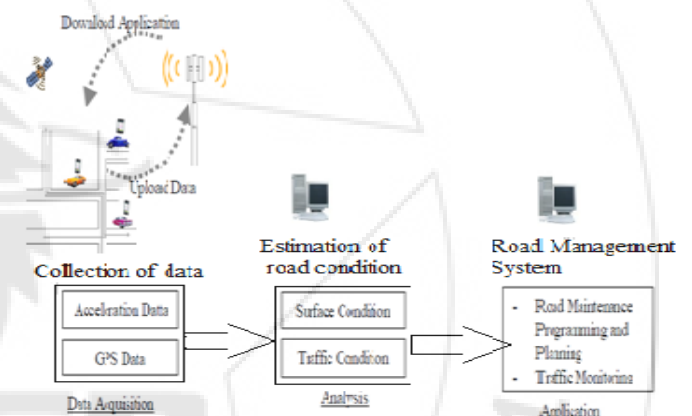 Download Application
Upload Data
Collection of data
Acceleration Datta
GPS Data
Data Acquisition
Estimation of
road condition
Surface Condition
Traffic Condition
Analysis
Road Management
System
- Road Maintenance
Programming and
Planing
- Traffic Monitoring
Application